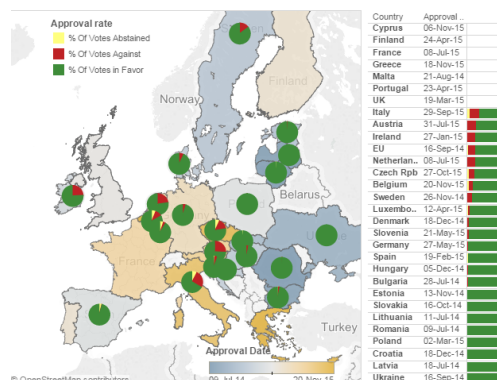 Approval rate
% Of Votes Abstained
% Of Votes Against
% Of Votes in Favor
Finland
Norway
Belarus
France
Turkey
Approval Date
09-Jul-14
20-Nov-15
© OpenStreetMap contributors
Country Approval ..
Cyprus 06-Nov-15
Finland 24-Apr-15
France 08-Jul-15
Greece 18-Nov-15
Malta 21-Aug-14
Portugal 23-Apr-15
UK 19-Mar-15
Italy 29-Sep-15
Austria 31-Jul-15
Ireland 27-Jan-15
EU 16-Sep-14
Netherlan.. 08-Jul-15
Czech Rpb 27-Oct-15
Belgium 20-Nov-15
Sweden 26-Nov-14
Luxembo.. 12-Apr-15
Denmark 18-Dec-14
Slovenia 21-May-15
Germany 27-May-15
Spain 19-Feb-15
Hungary 05-Dec-14
Bulgaria 28-Jul-14
Estonia 13-Nov-14
Slovakia 16-Oct-14
Lithuania 11-Jul-14
Romania 09-Jul-14
Poland 02-Mar-15
Croatia 18-Dec-14
Latvia 18-Jul-14
Ukraine 16-Sep-14